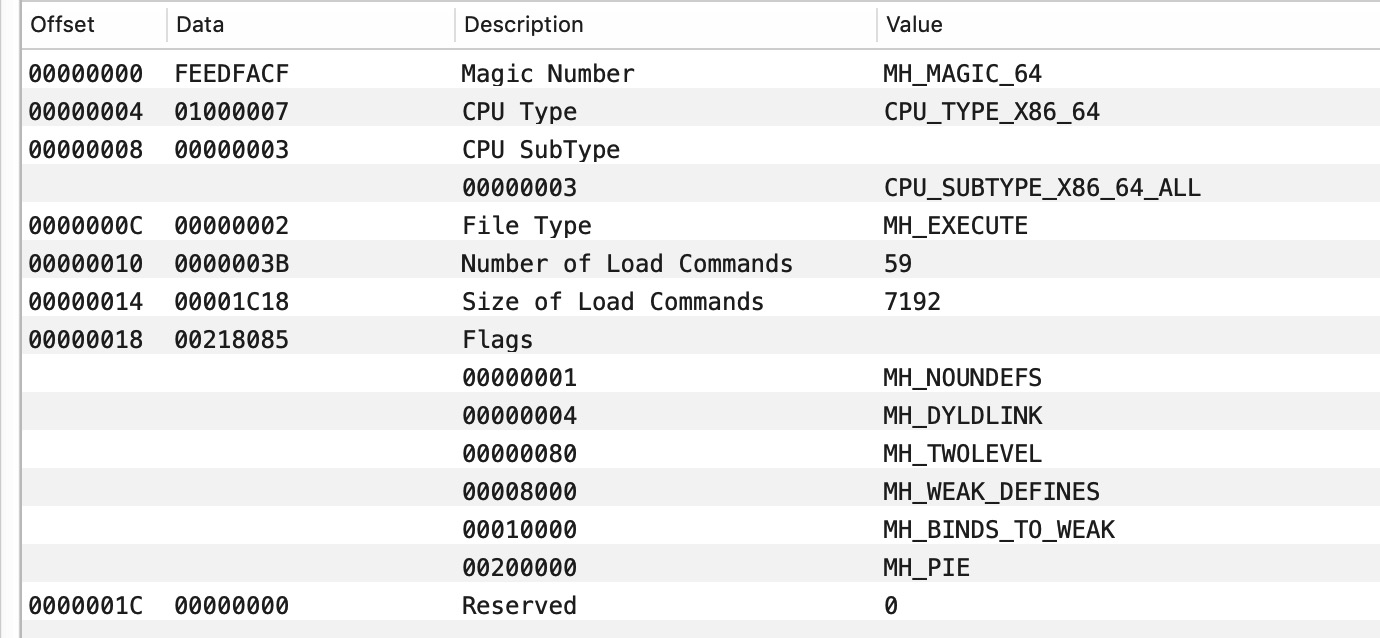 Offset Data Description Value
00000000 FEEDFACF Magic Number MH_MAGIC_64
00000004 01000007 CPU Type CPU_TYPE_X86_64
00000008 00000003 CPU SubType
00000003 CPU_SUBTYPE_X86_64_ALL
0000000C 00000002 File Type MH_EXECUTE
00000010 0000003B Number of Load Commands 59
00000014 00001C18 Size of Load Commands 7192
00000018 00218085 Flags
00000001 MH_NOUNDEFS
00000004 MH_DYLDLINK
00000080 MH_TWOLEVEL
00008000 MH_WEAK_DEFINES
00010000 MH_BINDS_TO_WEAK
00200000 MH_PIE
0000001C 00000000 Reserved 0